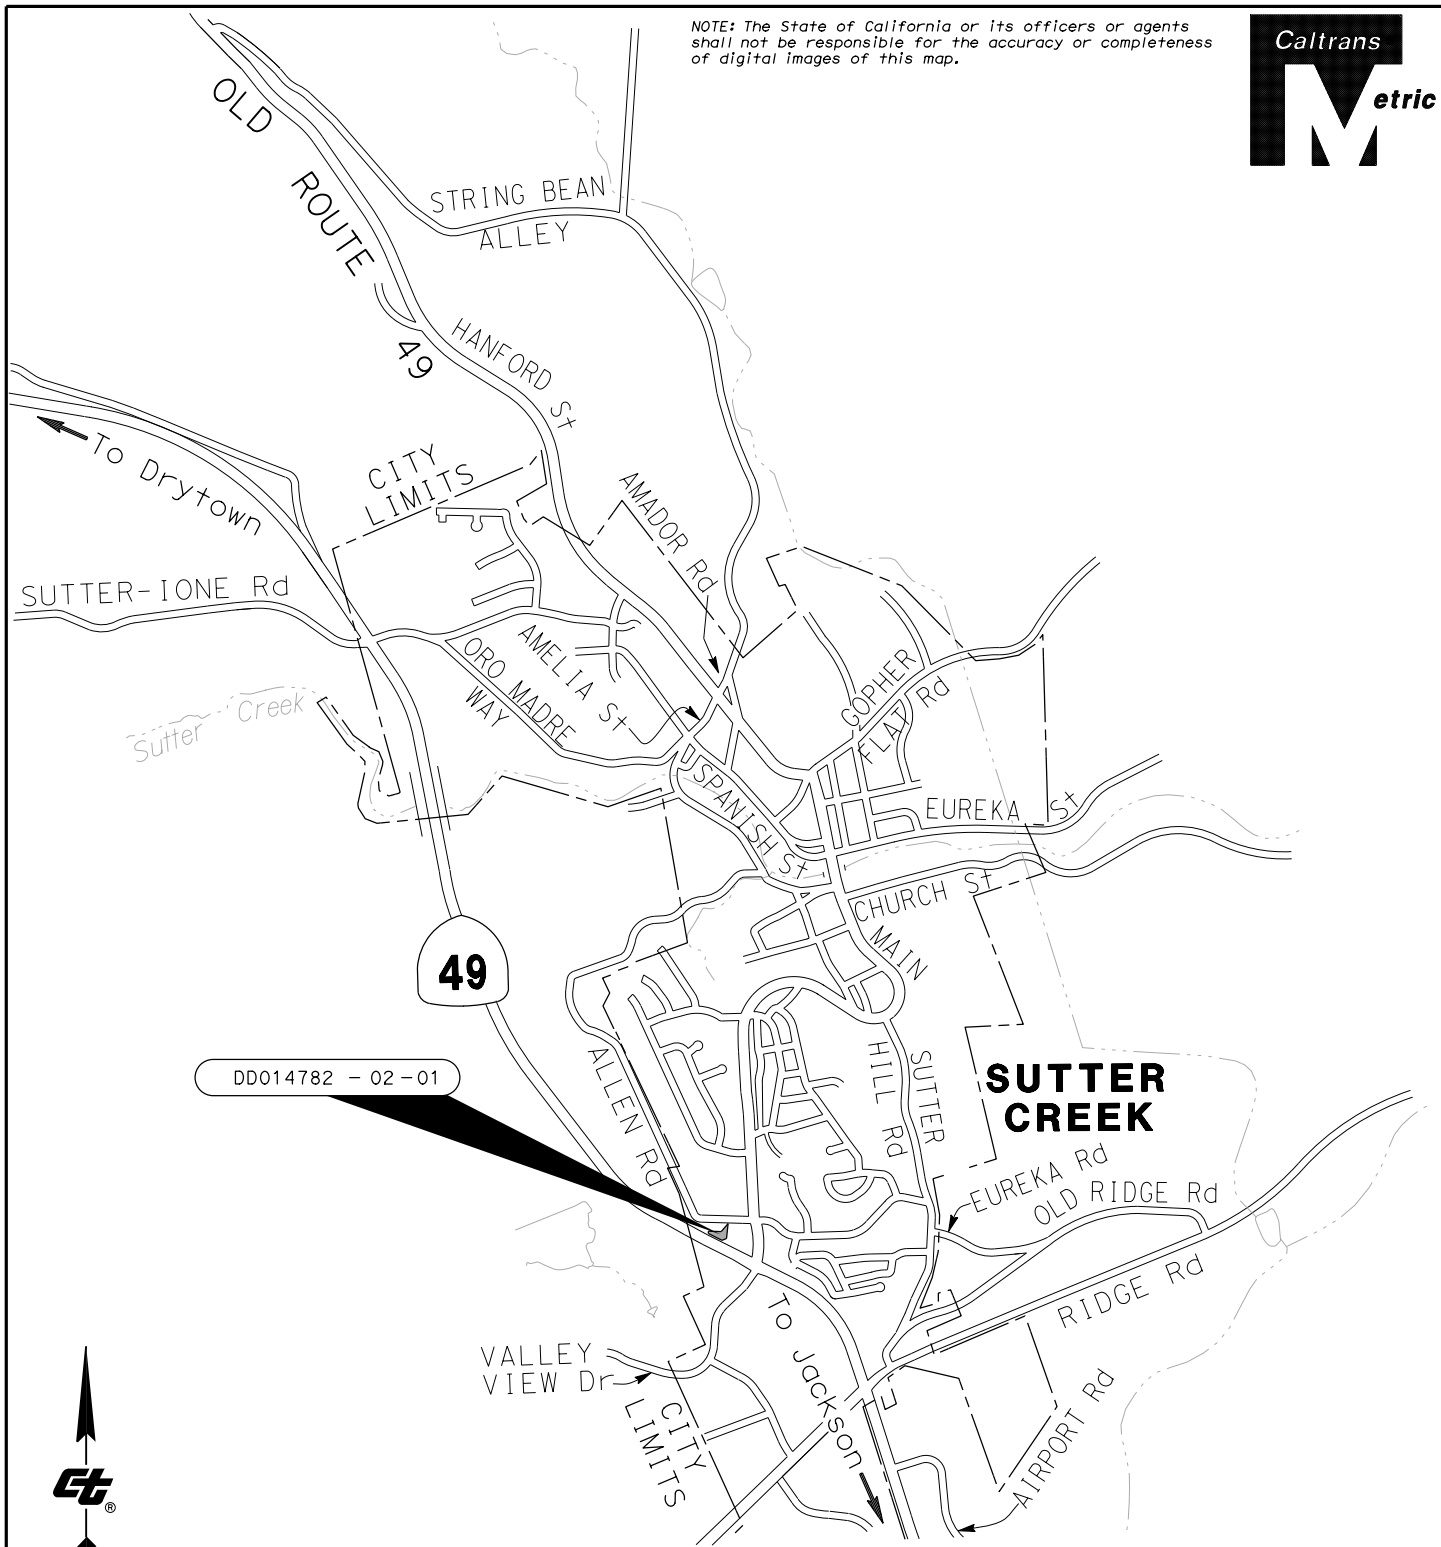 NOTE: The State of California or its officers or agents
shall not be responsible for the accuracy or completeness
of digital images of this map.
Caltrans
Metric
OLD ROUTE 49
STRING BEAN
ALLEY
HANFORD St
To Drytown
CITY
LIMITS
AMADOR Rd
SUTTER-IONE Rd
AMELIA St
ORO MADRE
WAY
GOPHER
FLAT Rd
Sutter Creek
SPANISH St
EUREKA St
CHURCH St
MAIN
49
DD014782 - 02 - 01
ALLEN Rd
SUTTER
HILL Rd
SUTTER
CREEK
EUREKA Rd
OLD RIDGE Rd
RIDGE Rd
To Jackson
VALLEY
VIEW Dr
CITY
LIMITS
AIRPORT Rd
ct
®